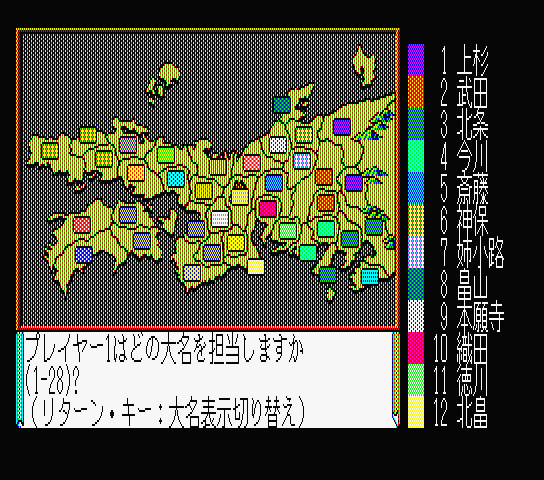 プレイヤー1はどの大名を担当しますか
(1-28)?
(リターン・キー:大名表示切り替え)
1 上杉
2 武田
3 北条
4 今川
5 斎藤
6 神保
7 姉小路
8 畠山
9 本願寺
10 織田
11 徳川
12 北畠